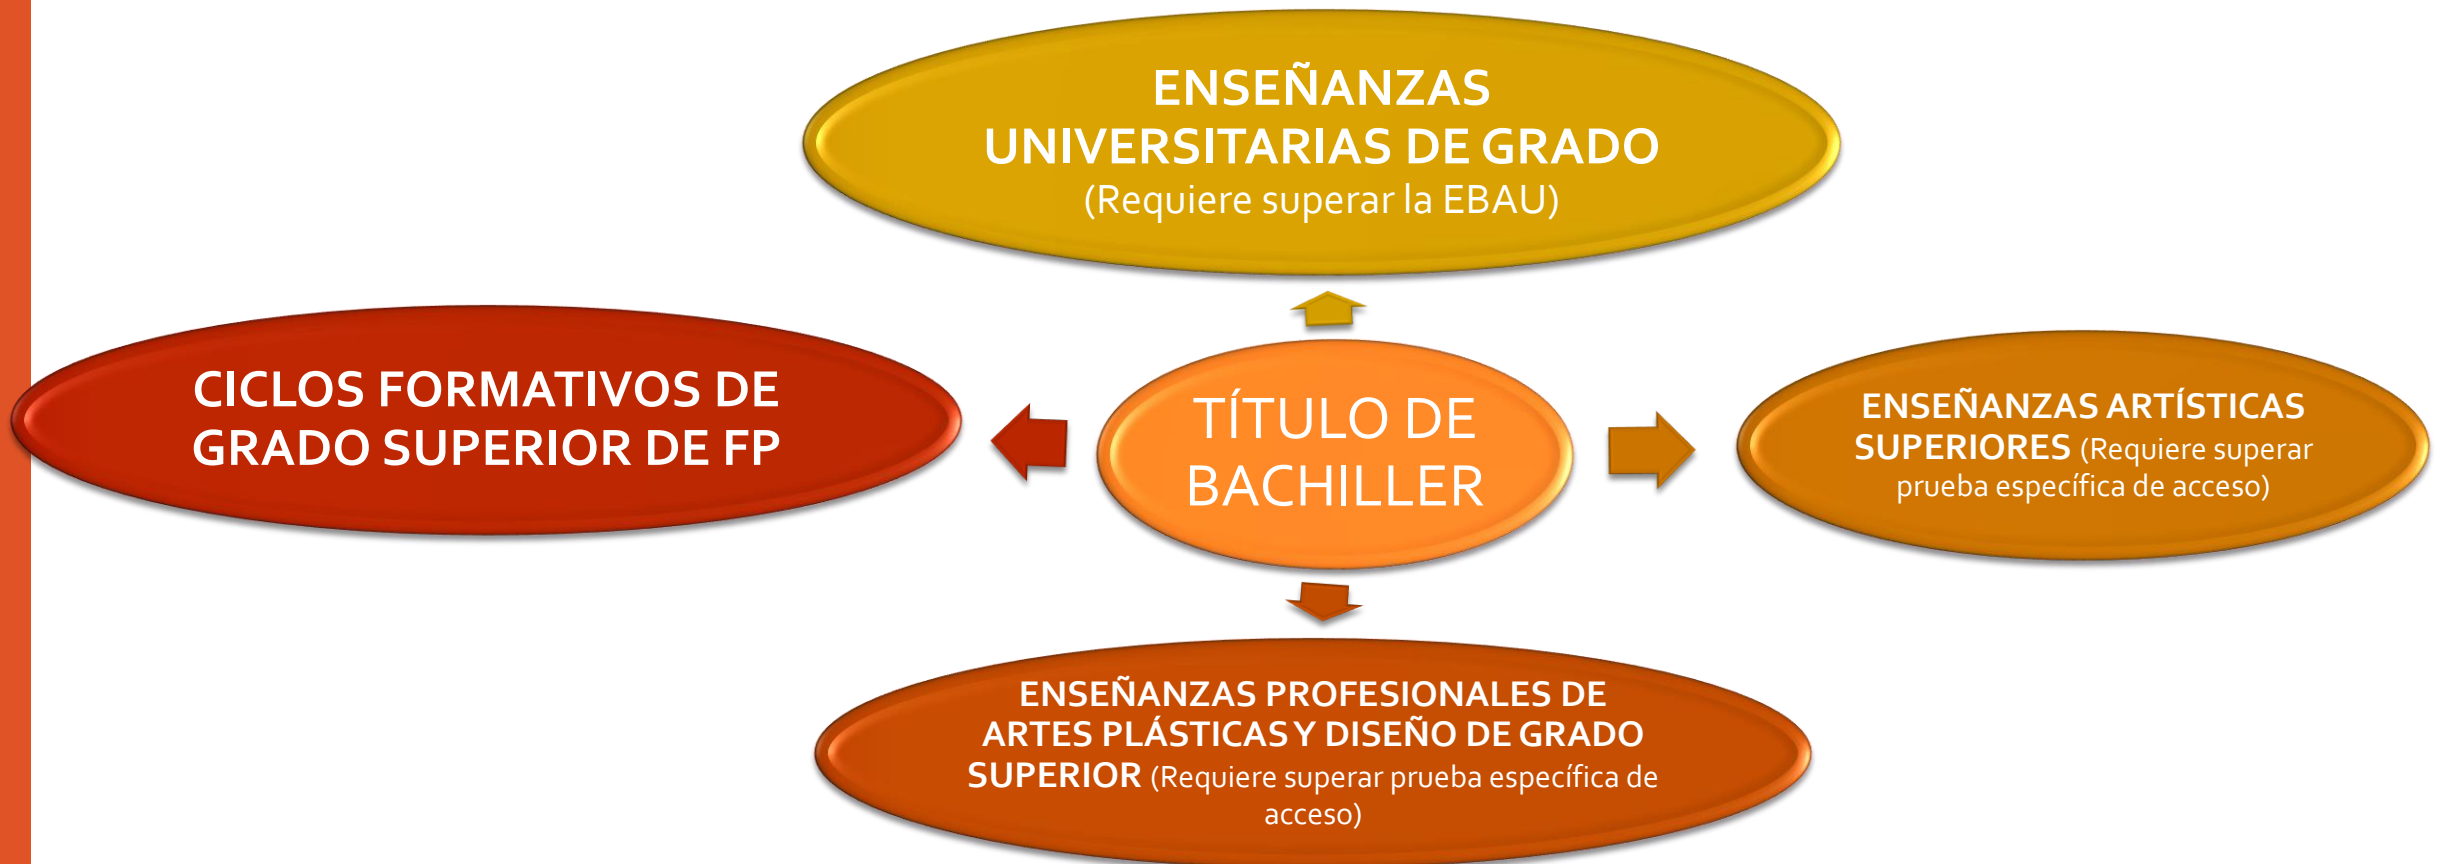 ENSEÑANZAS
UNIVERSITARIAS DE GRADO
(Requiere superar la EBAU)
CICLOS FORMATIVOS DE
GRADO SUPERIOR DE FP
TÍTULO DE
BACHILLER
ENSEÑANZAS ARTÍSTICAS
SUPERIORES (Requiere superar
prueba específica de acceso)
ENSEÑANZAS PROFESIONALES DE
ARTES PLÁSTICAS Y DISEÑO DE GRADO
SUPERIOR (Requiere superar prueba específica de
acceso)